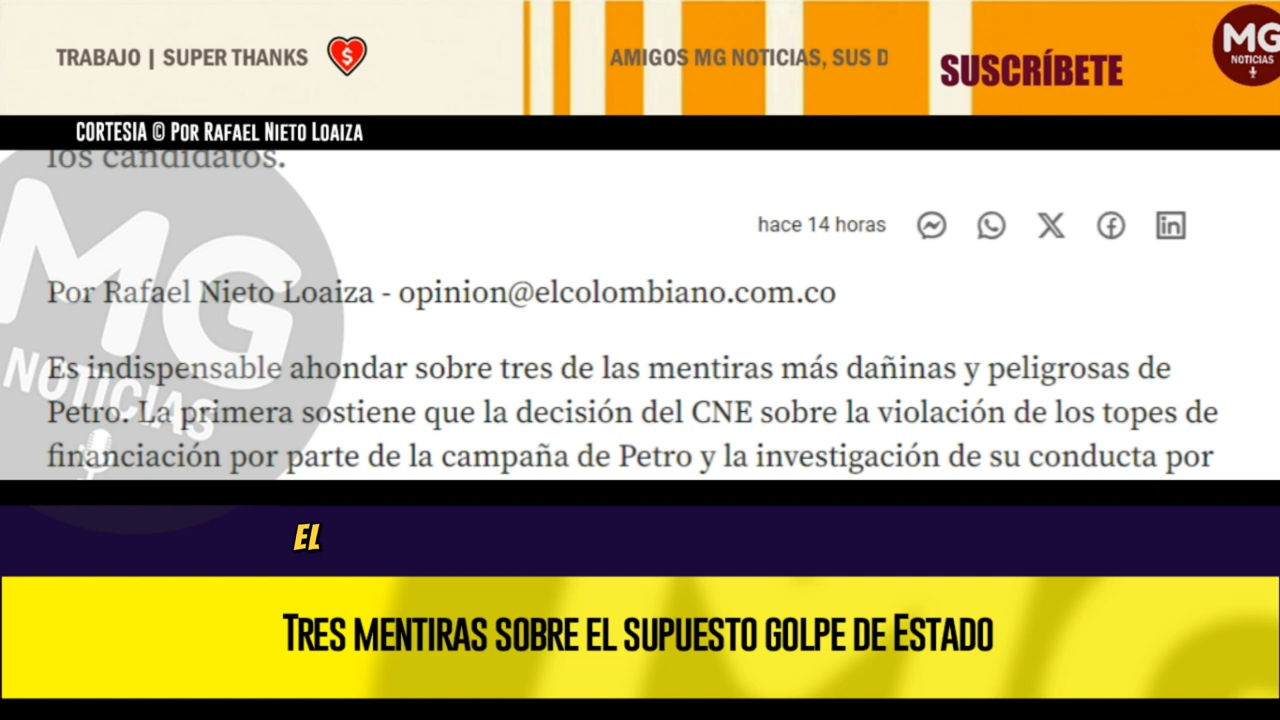 TRABAJO | SUPER THANKS
AMIGOS MG NOTICIAS, SUS D
SUSCRÍBETE
MG
NOTICIAS
CORTESIA © POR RAFAEL NIETO LOAIZA
los candidatos.
hace 14 horas
Por Rafael Nieto Loaiza - opinion@elcolombiano.com.co
Es indispensable ahondar sobre tres de las mentiras más dañinas y peligrosas de
Petro. La primera sostiene que la decisión del CNE sobre la violación de los topes de
financiación por parte de la campaña de Petro y la investigación de su conducta por
MG
NOTICIAS
EL
TRES MENTIRAS SOBRE EL SUPUESTO GOLPE DE ESTADO